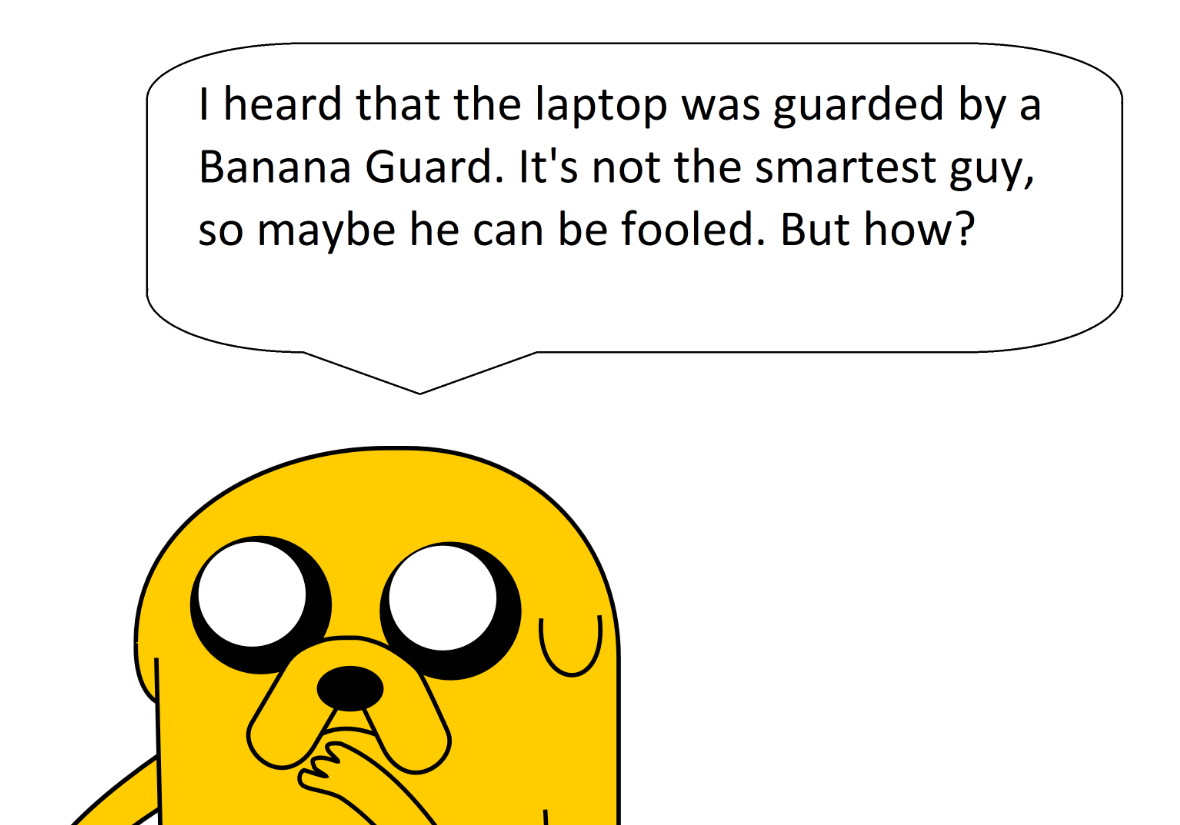 I heard that the laptop was guarded by a
Banana Guard. It's not the smartest guy,
so maybe he can be fooled. But how?